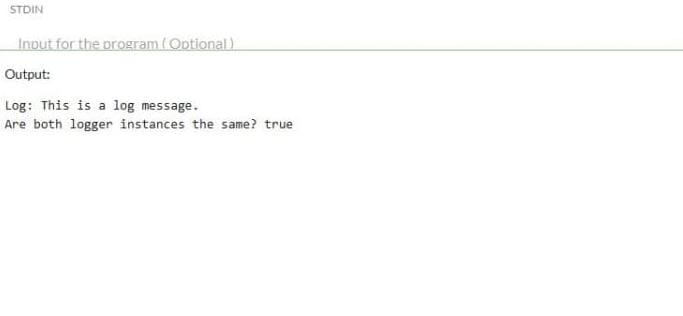 STDIN
Input for the program ( Optional )
Output:
Log: This is a log message.
Are both logger instances the same? true